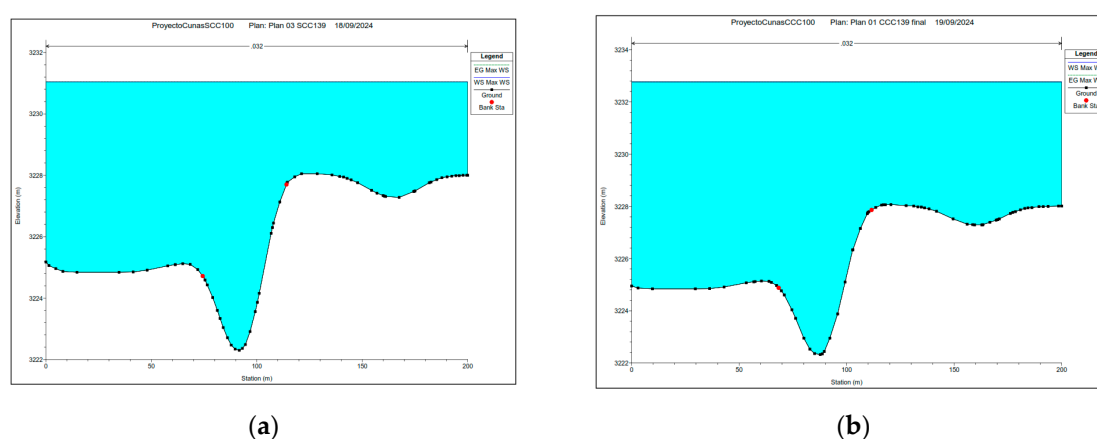 ProyectoCunasSCC100 Plan: Plan 03 SCC139 18/09/2024
.032
3232
3230
3228
3226
3224
3222
Elevation (m)
0 50 100 150 200
Station (m)
Legend
EG Max WS
WS Max WS
Ground
Bank Sta
(a)
ProyectoCunasCCC100 Plan: Plan 01 CCC139 final 19/09/2024
.032
3234
3232
3230
3228
3226
3224
3222
Elevation (m)
0 50 100 150 200
Station (m)
Legend
WS Max W
EG Max W
Ground
Bank Sta
(b)